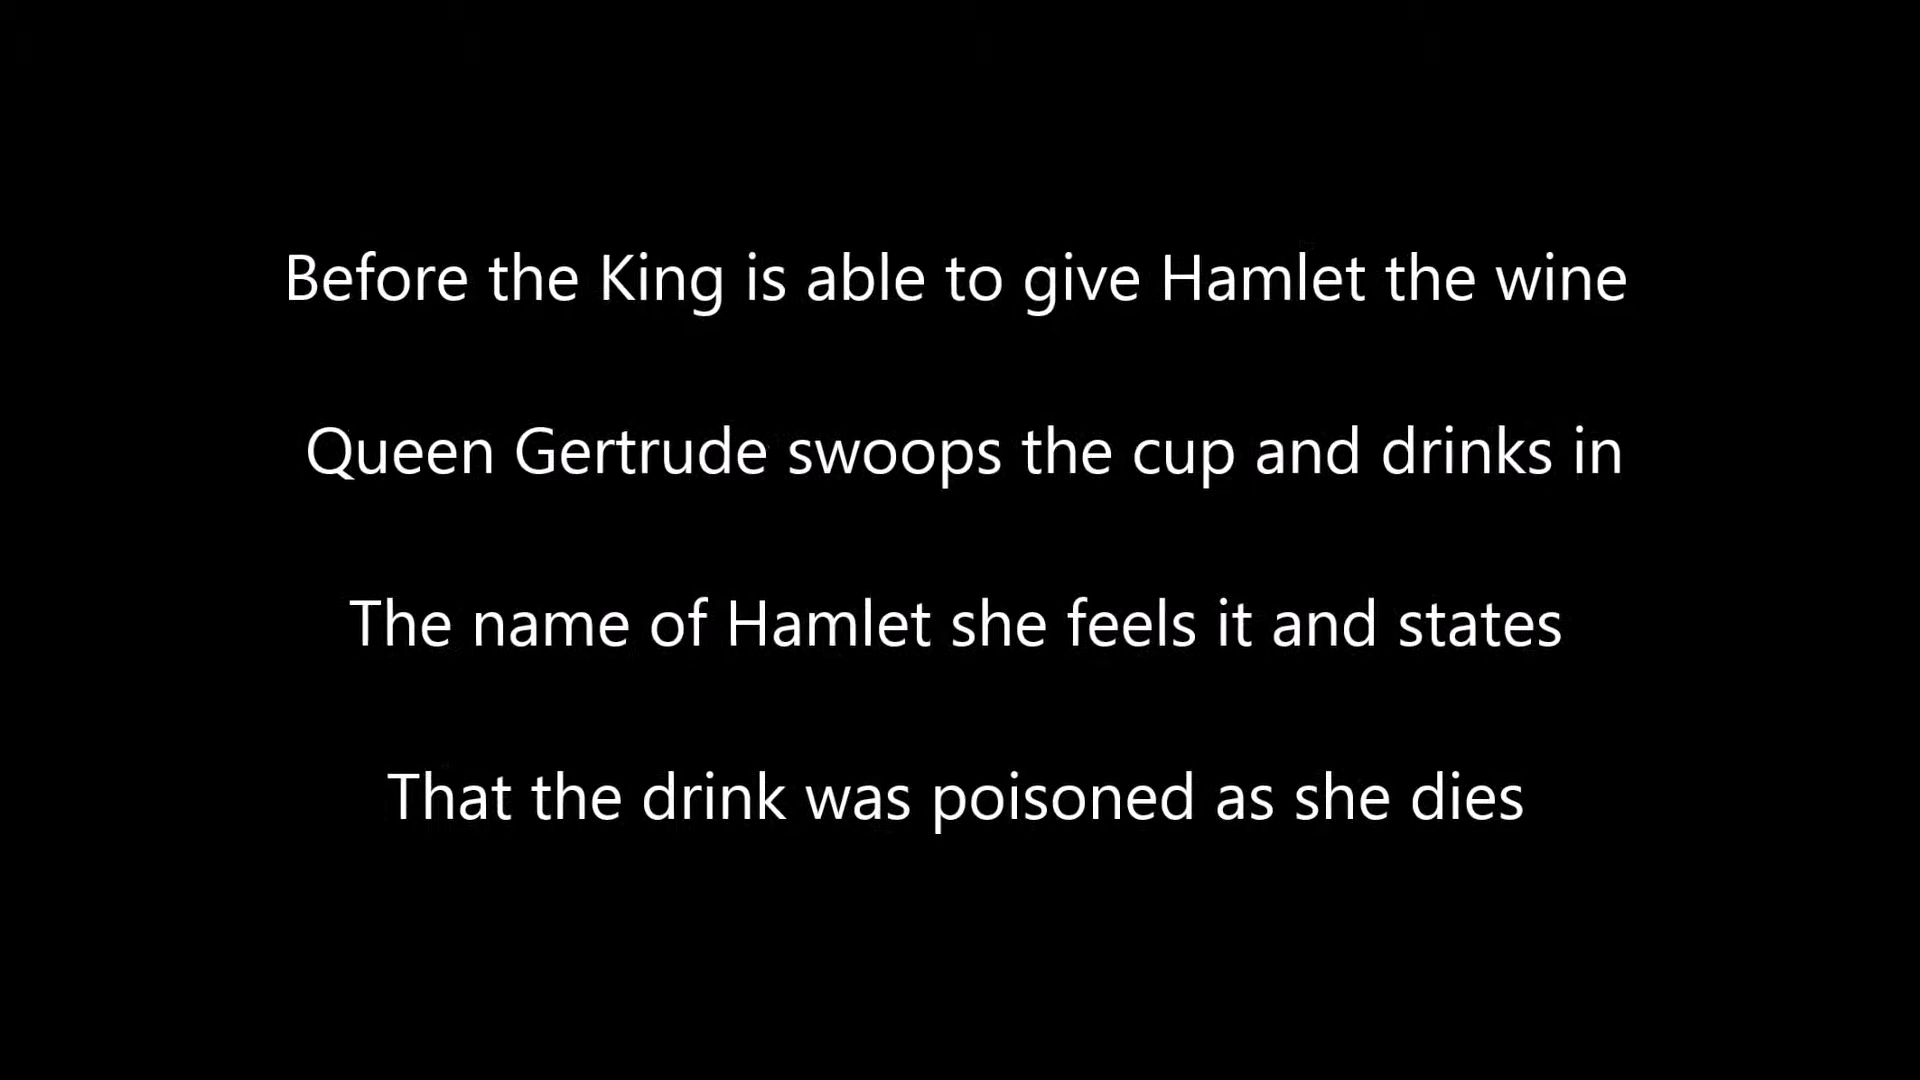 Before the King is able to give Hamlet the wine
Queen Gertrude swoops the cup and drinks in
The name of Hamlet she feels it and states
That the drink was poisoned as she dies